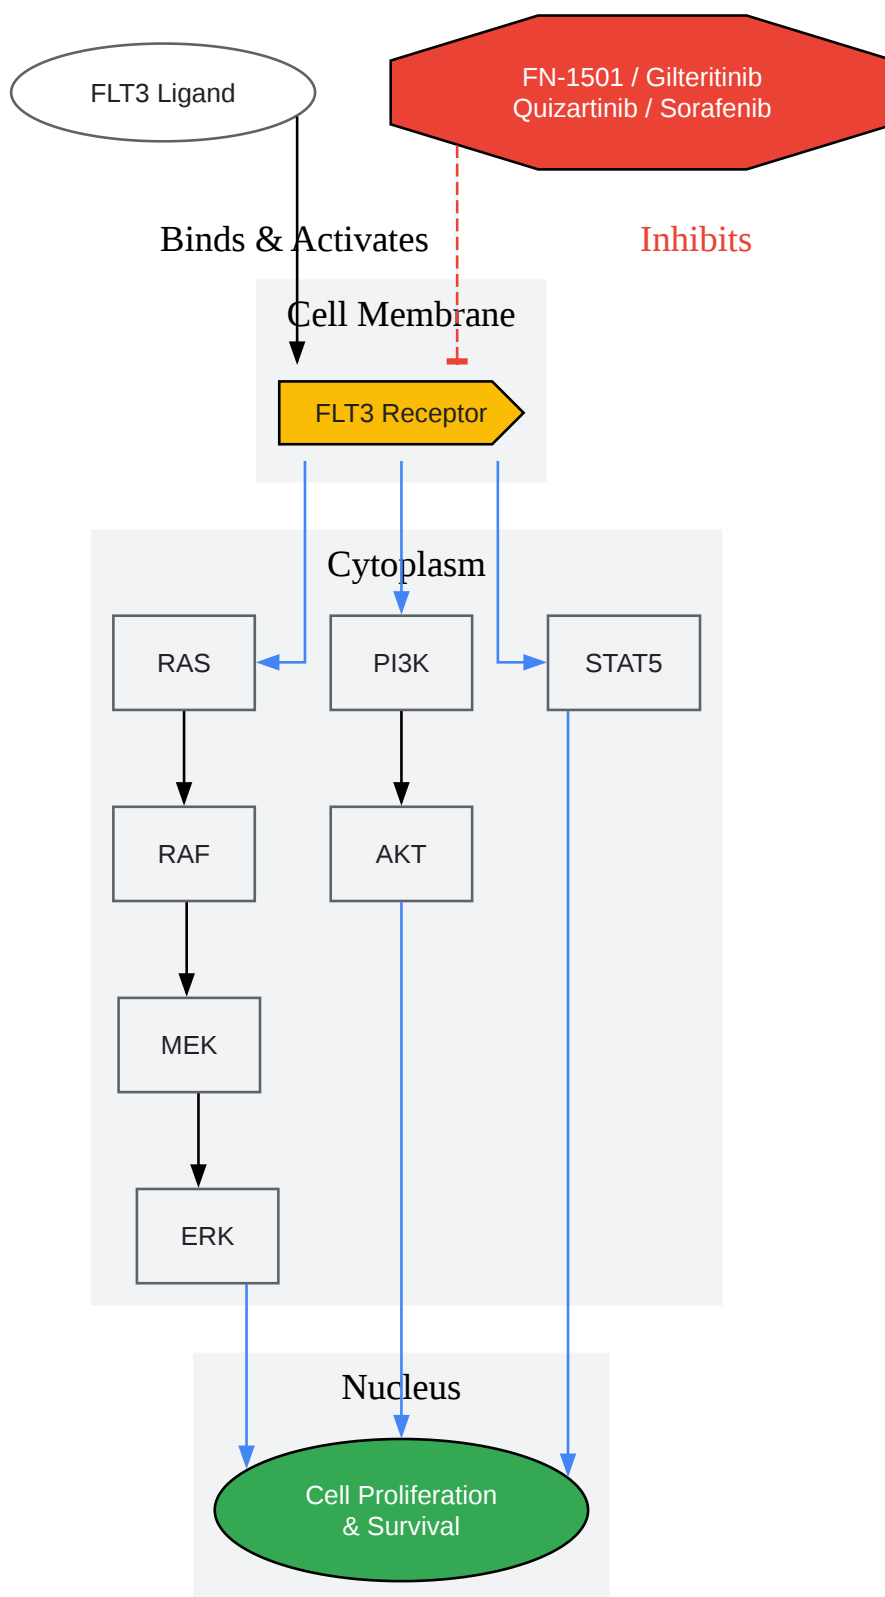 FLT3 Ligand
FN-1501 / Gilteritinib
Quizartinib / Sorafenib
Binds & Activates
Inhibits
Cell Membrane
FLT3 Receptor
Cytoplasm
RAS
PI3K
STAT5
RAF
AKT
MEK
ERK
Nucleus
Cell Proliferation
& Survival